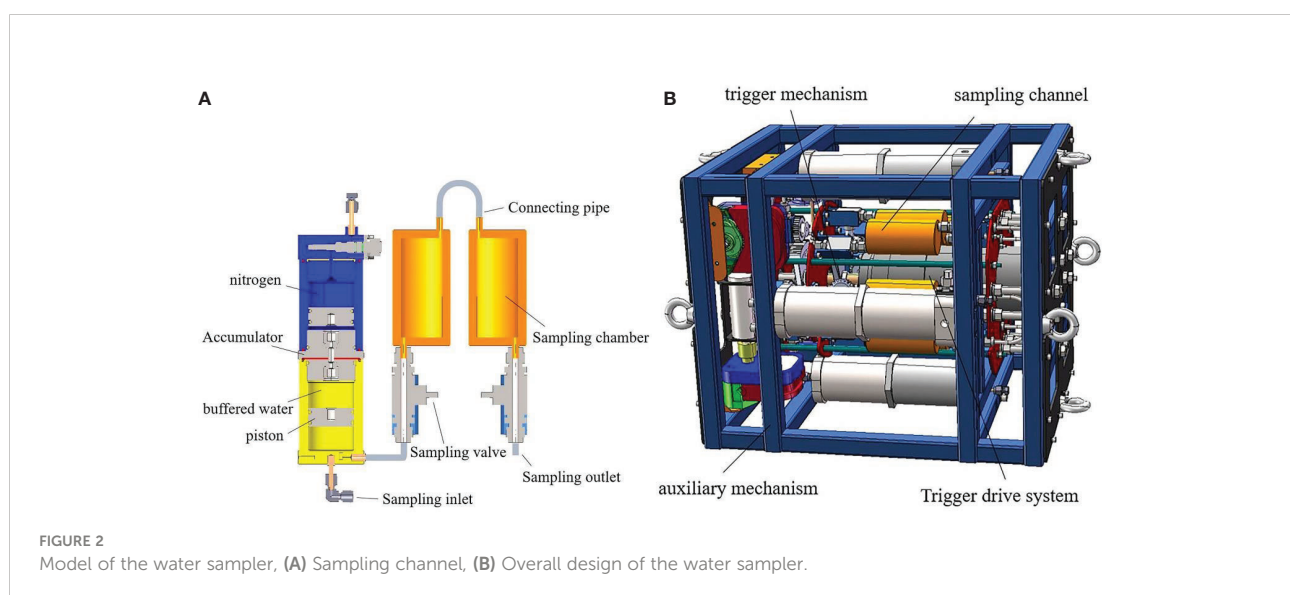 A
Connecting pipe
nitrogen
Accumulator
Sampling chamber
buffered water
piston
Sampling valve
Sampling outlet
Sampling inlet
B
trigger mechanism
sampling channel
auxiliary mechanism
Trigger drive system
FIGURE 2
Model of the water sampler, (A) Sampling channel, (B) Overall design of the water sampler.